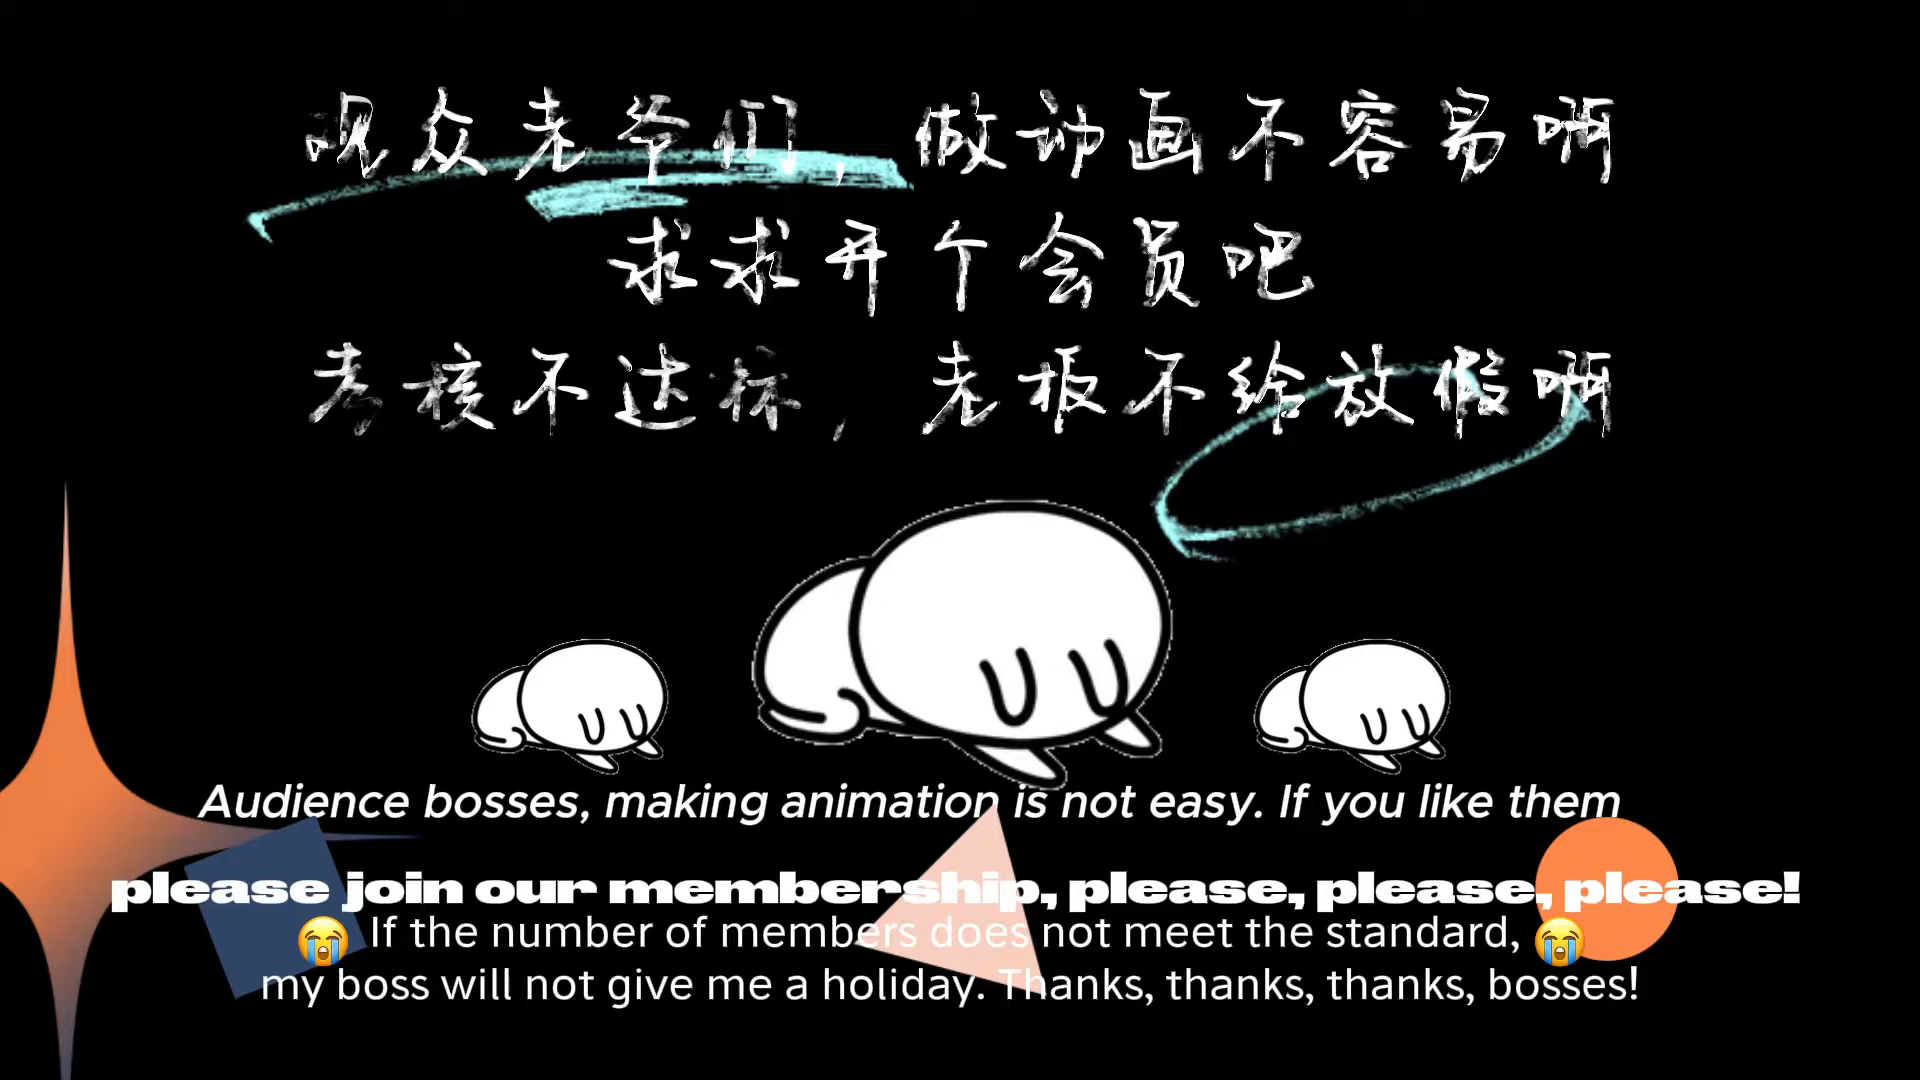 观众老爷们，做动画不容易啊
求求开个会员吧
考核不达标，老板不给放假啊
Audience bosses, making animation is not easy. If you like them
please join our membership, please, please, please!
😭 If the number of members does not meet the standard, 😭
my boss will not give me a holiday. Thanks, thanks, thanks, bosses!